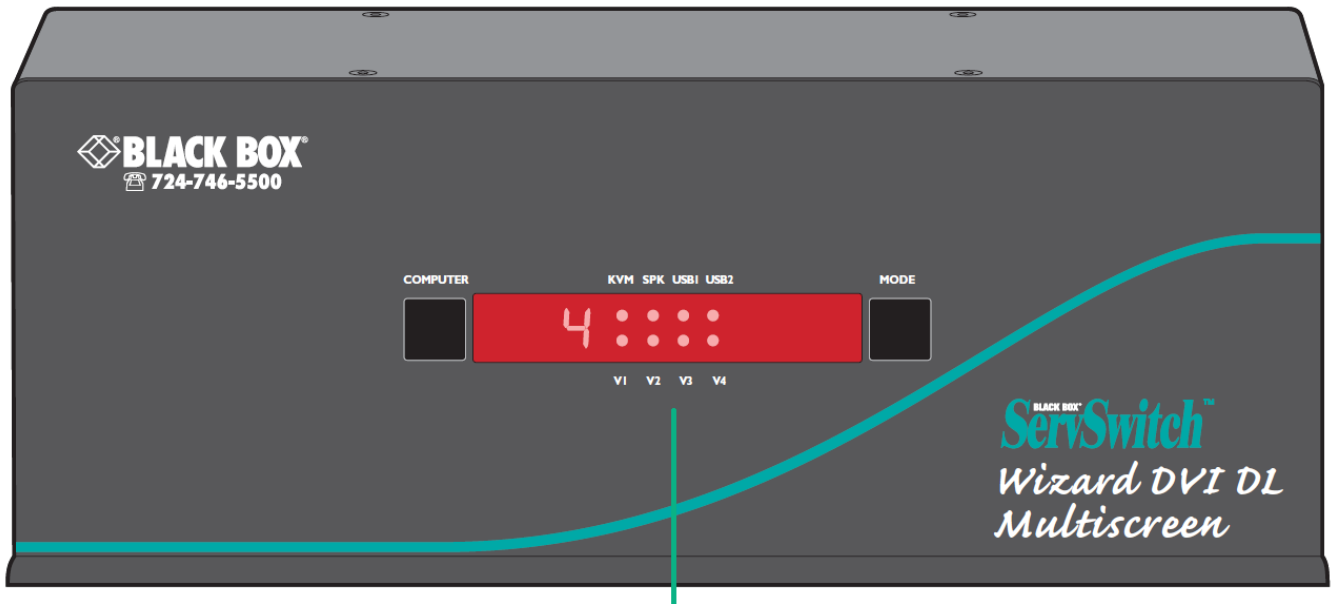 BLACK BOX®
724-746-5500
COMPUTER
KVM SPK USB1 USB2
MODE
4
V1 V2 V3 V4
BLACK BOX®
ServSwitch™
Wizard DVI DL
Multiscreen